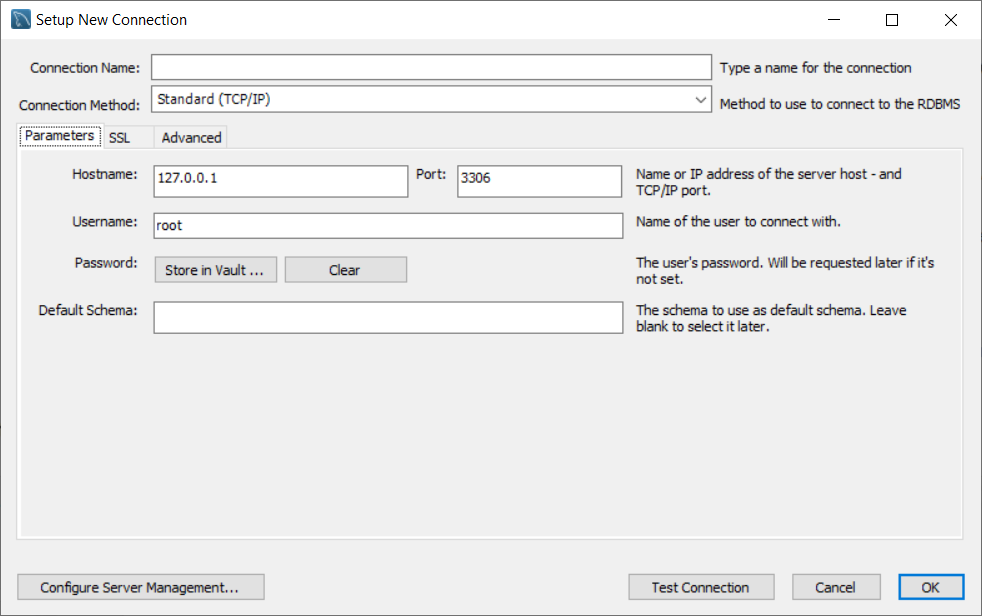 Setup New Connection
Connection Name:
Type a name for the connection
Connection Method: Standard (TCP/IP)
Method to use to connect to the RDBMS
Parameters SSL Advanced
Hostname: 127.0.0.1 Port: 3306
Name or IP address of the server host - and
TCP/IP port.
Username: root
Name of the user to connect with.
Password: Store in Vault ... Clear
The user's password. Will be requested later if it's
not set.
Default Schema:
The schema to use as default schema. Leave
blank to select it later.
Configure Server Management... Test Connection Cancel OK